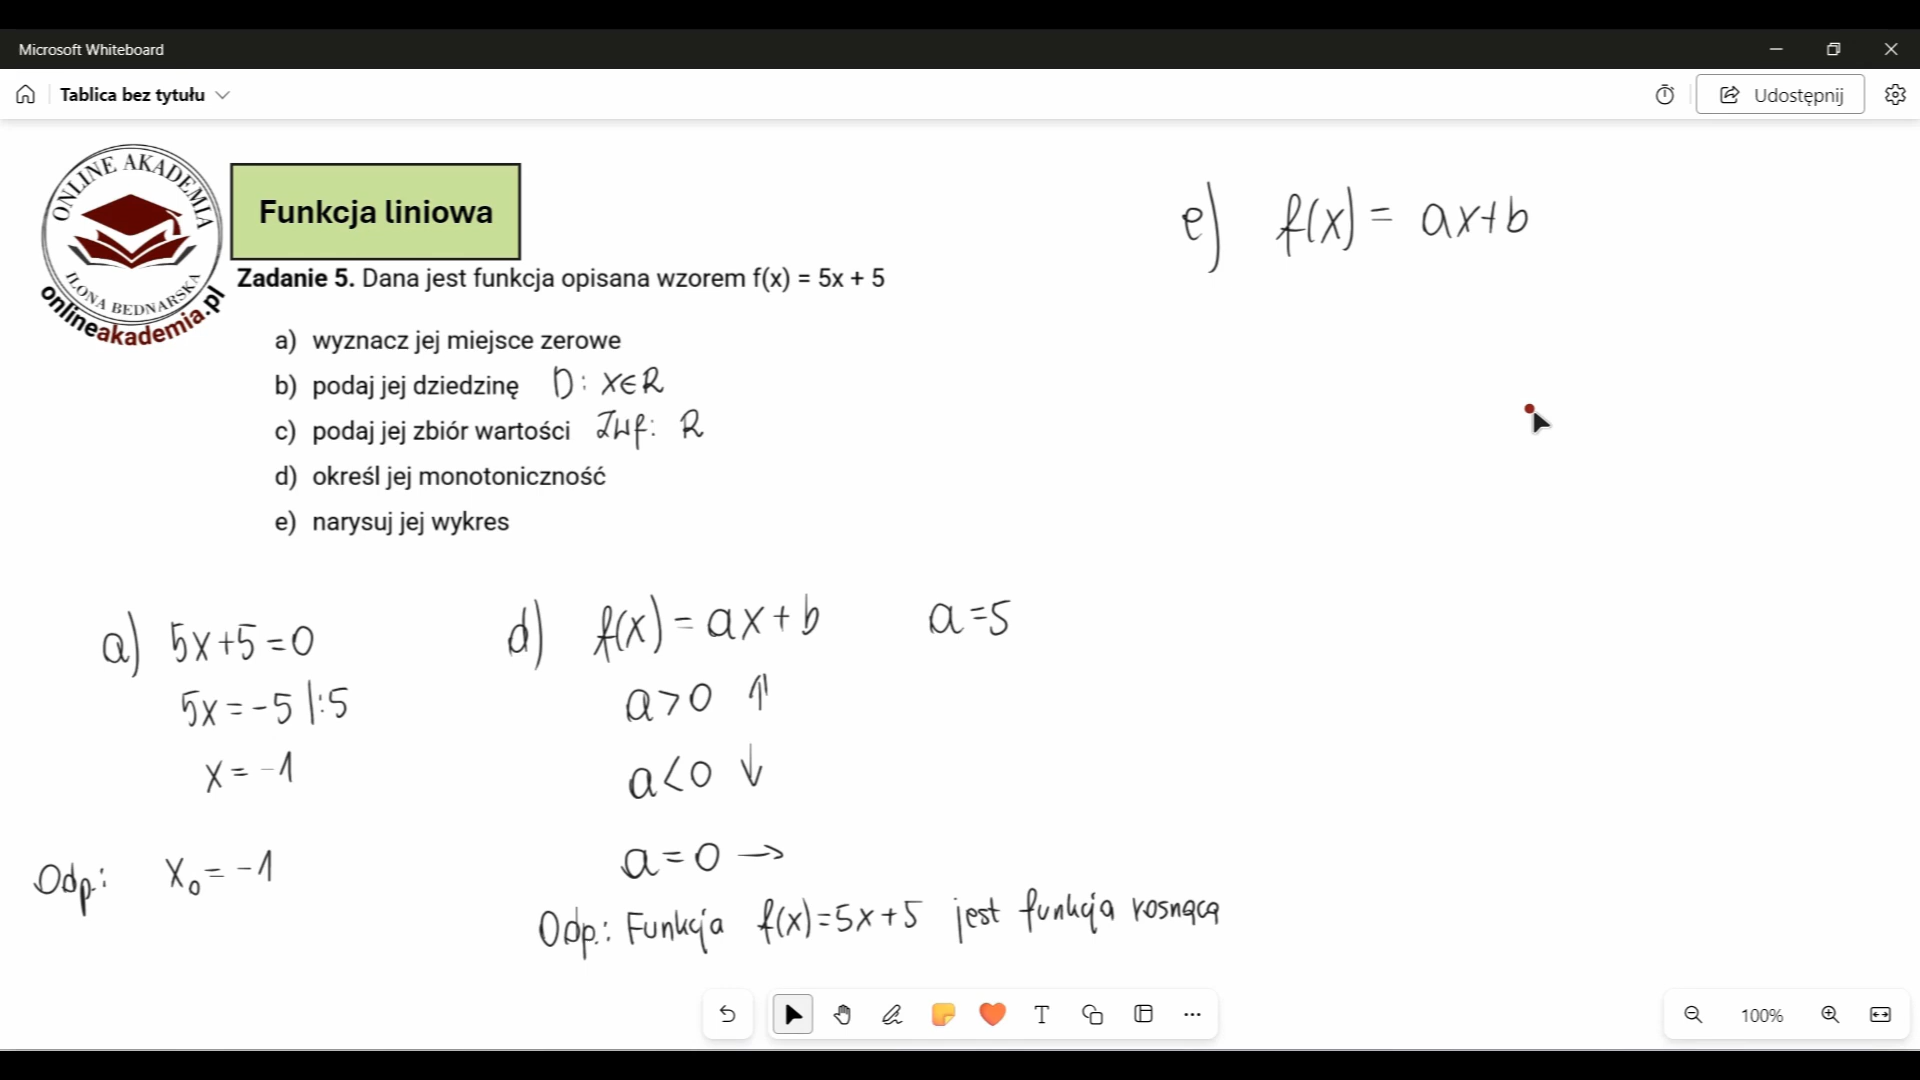 Microsoft Whiteboard
Tablica bez tytułu
Udostępnij
ONLINE AKADEMIA
ILONA BEDNARSKA
onlineakademia.pl
Funkcja liniowa
Zadanie 5. Dana jest funkcja opisana wzorem f(x) = 5x + 5
a) wyznacz jej miejsce zerowe
b) podaj jej dziedzinę D: x∈R
c) podaj jej zbiór wartości ZWf: R
d) określ jej monotoniczność
e) narysuj jej wykres
a) 5x+5=0
5x=-5 |:5
x=-1
Odp.: x₀=-1
d) f(x)=ax+b a=5
a>0 ↑
a<0 ↓
a=0 →
Odp.: Funkcja f(x)=5x+5 jest funkcja rosnąca
e) f(x)= ax+b
T
100%